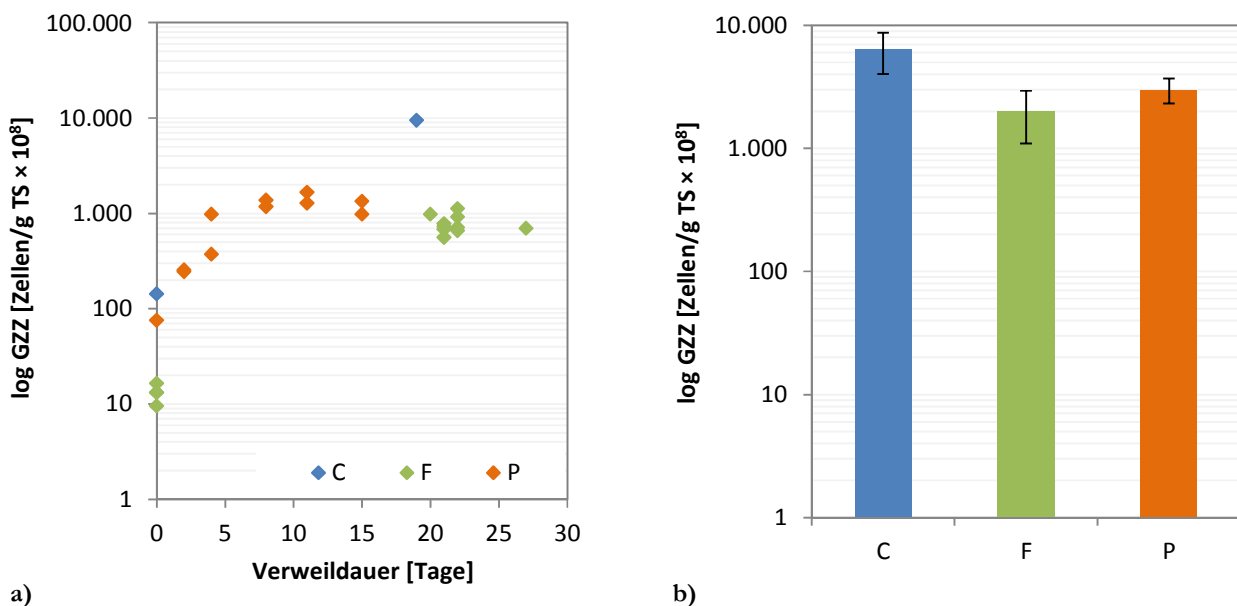 100.000
10.000
1.000
100
10
1
log GZZ [Zellen/g TS × 10⁸]
C F P
0 5 10 15 20 25 30
Verweildauer [Tage]
a)
10.000
1.000
100
10
1
log GZZ [Zellen/g TS × 10⁸]
C F P
b)